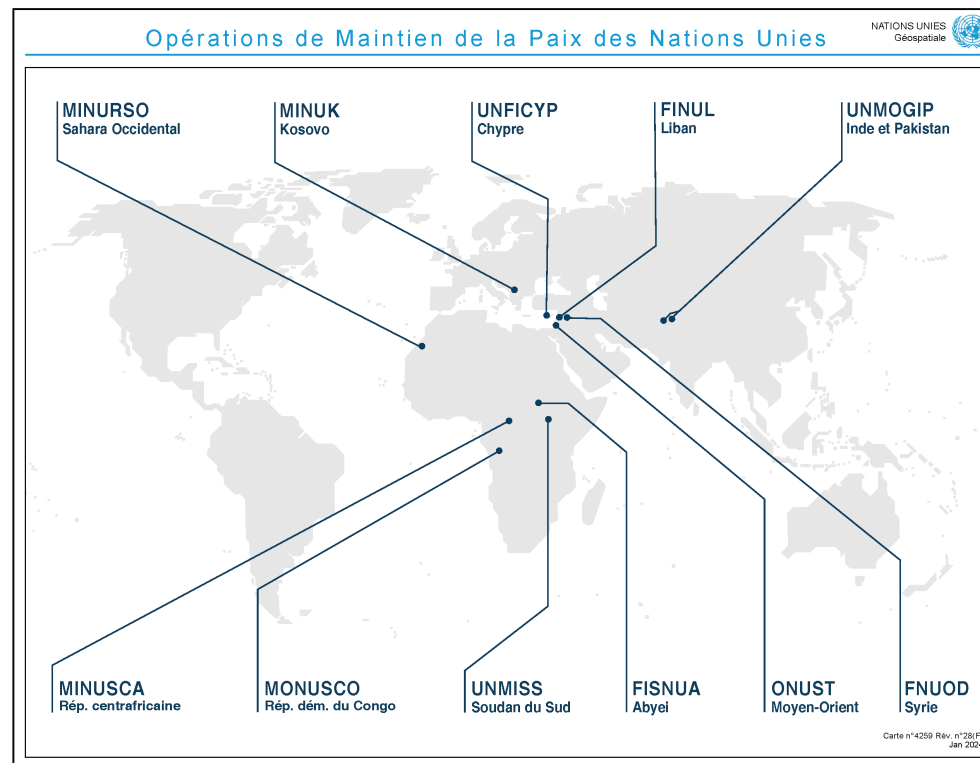 Opérations de Maintien de la Paix des Nations Unies
NATIONS UNIES
Géospatiale
MINURSO
Sahara Occidental
MINUK
Kosovo
UNFICYP
Chypre
FINUL
Liban
UNMOGIP
Inde et Pakistan
MINUSCA
Rép. centrafricaine
MONUSCO
Rép. dém. du Congo
UNMISS
Soudan du Sud
FISNUA
Abyei
ONUST
Moyen-Orient
FNUOD
Syrie
Carte n°4259 Rév. n°28(F
Jan 202